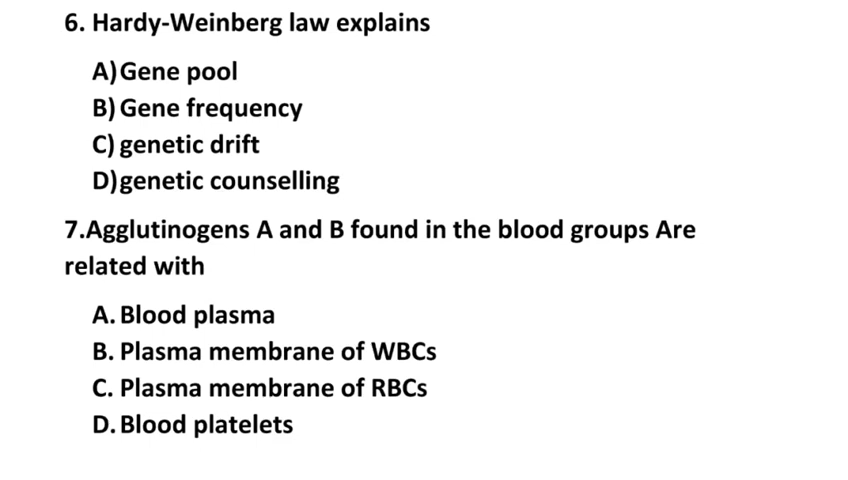 6. Hardy-Weinberg law explains
A) Gene pool
B) Gene frequency
C) genetic drift
D) genetic counselling
7.Agglutinogens A and B found in the blood groups Are
related with
A. Blood plasma
B. Plasma membrane of WBCs
C. Plasma membrane of RBCs
D. Blood platelets